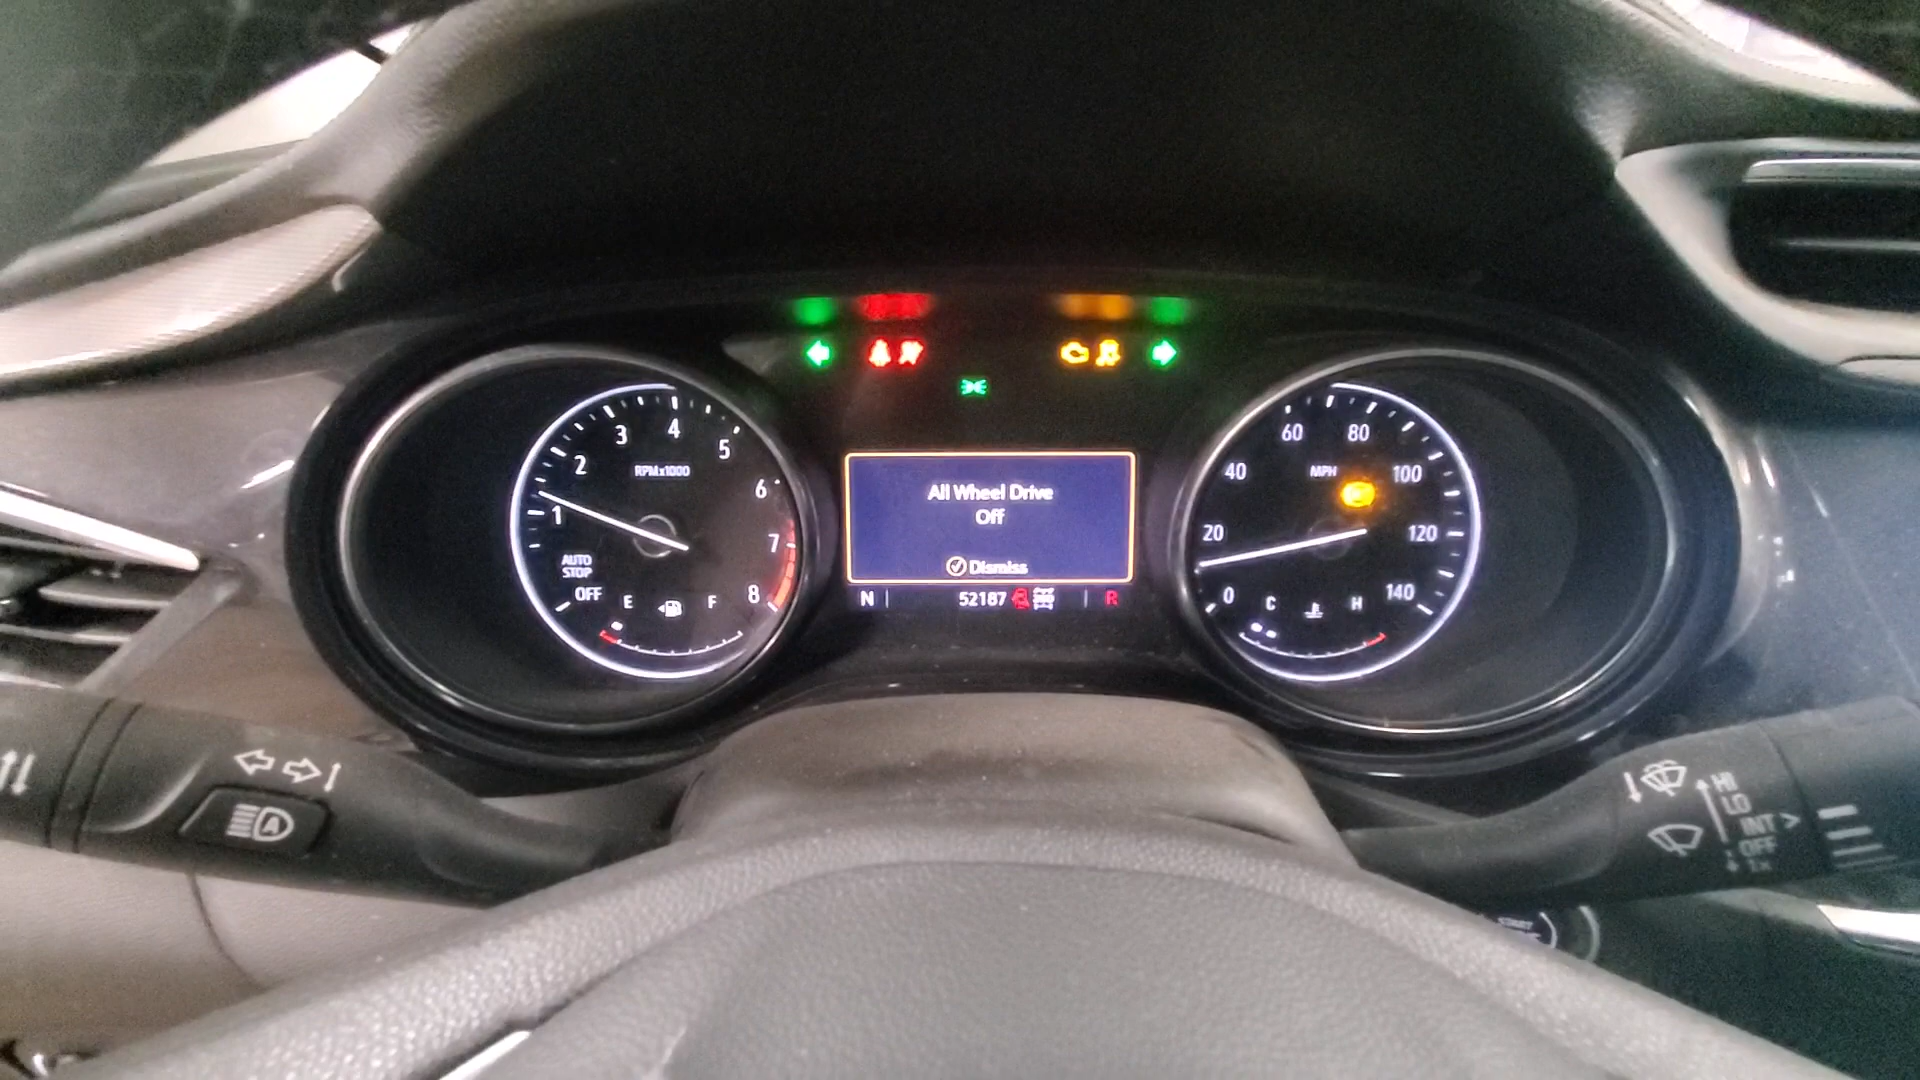 1
2
3
4
5
6
7
8
RPMx1000
AUTO
STOP
OFF
E
F
All Wheel Drive
Off
Dismiss
N
52187
R
0
20
40
60
80
100
120
140
MPH
C
H
A
HI
LO
INT
OFF
1x